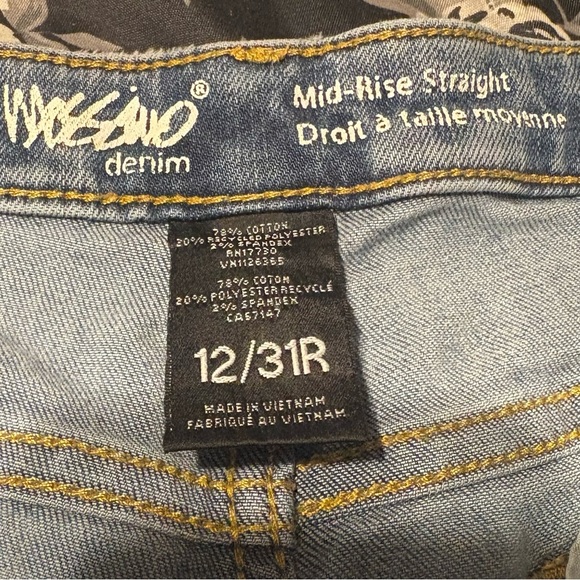 MOSSIMO®
denim
Mid-Rise Straight
Droit à taille moyenne
78% COTTON
20% RECYCLED POLYESTER
2% SPANDEX
RN17730
VN1126365
78% COTON
20% POLYESTER RECYCLÉ
2% SPANDEX
CA57147
12/31R
MADE IN VIETNAM
FABRIQUÉ AU VIETNAM